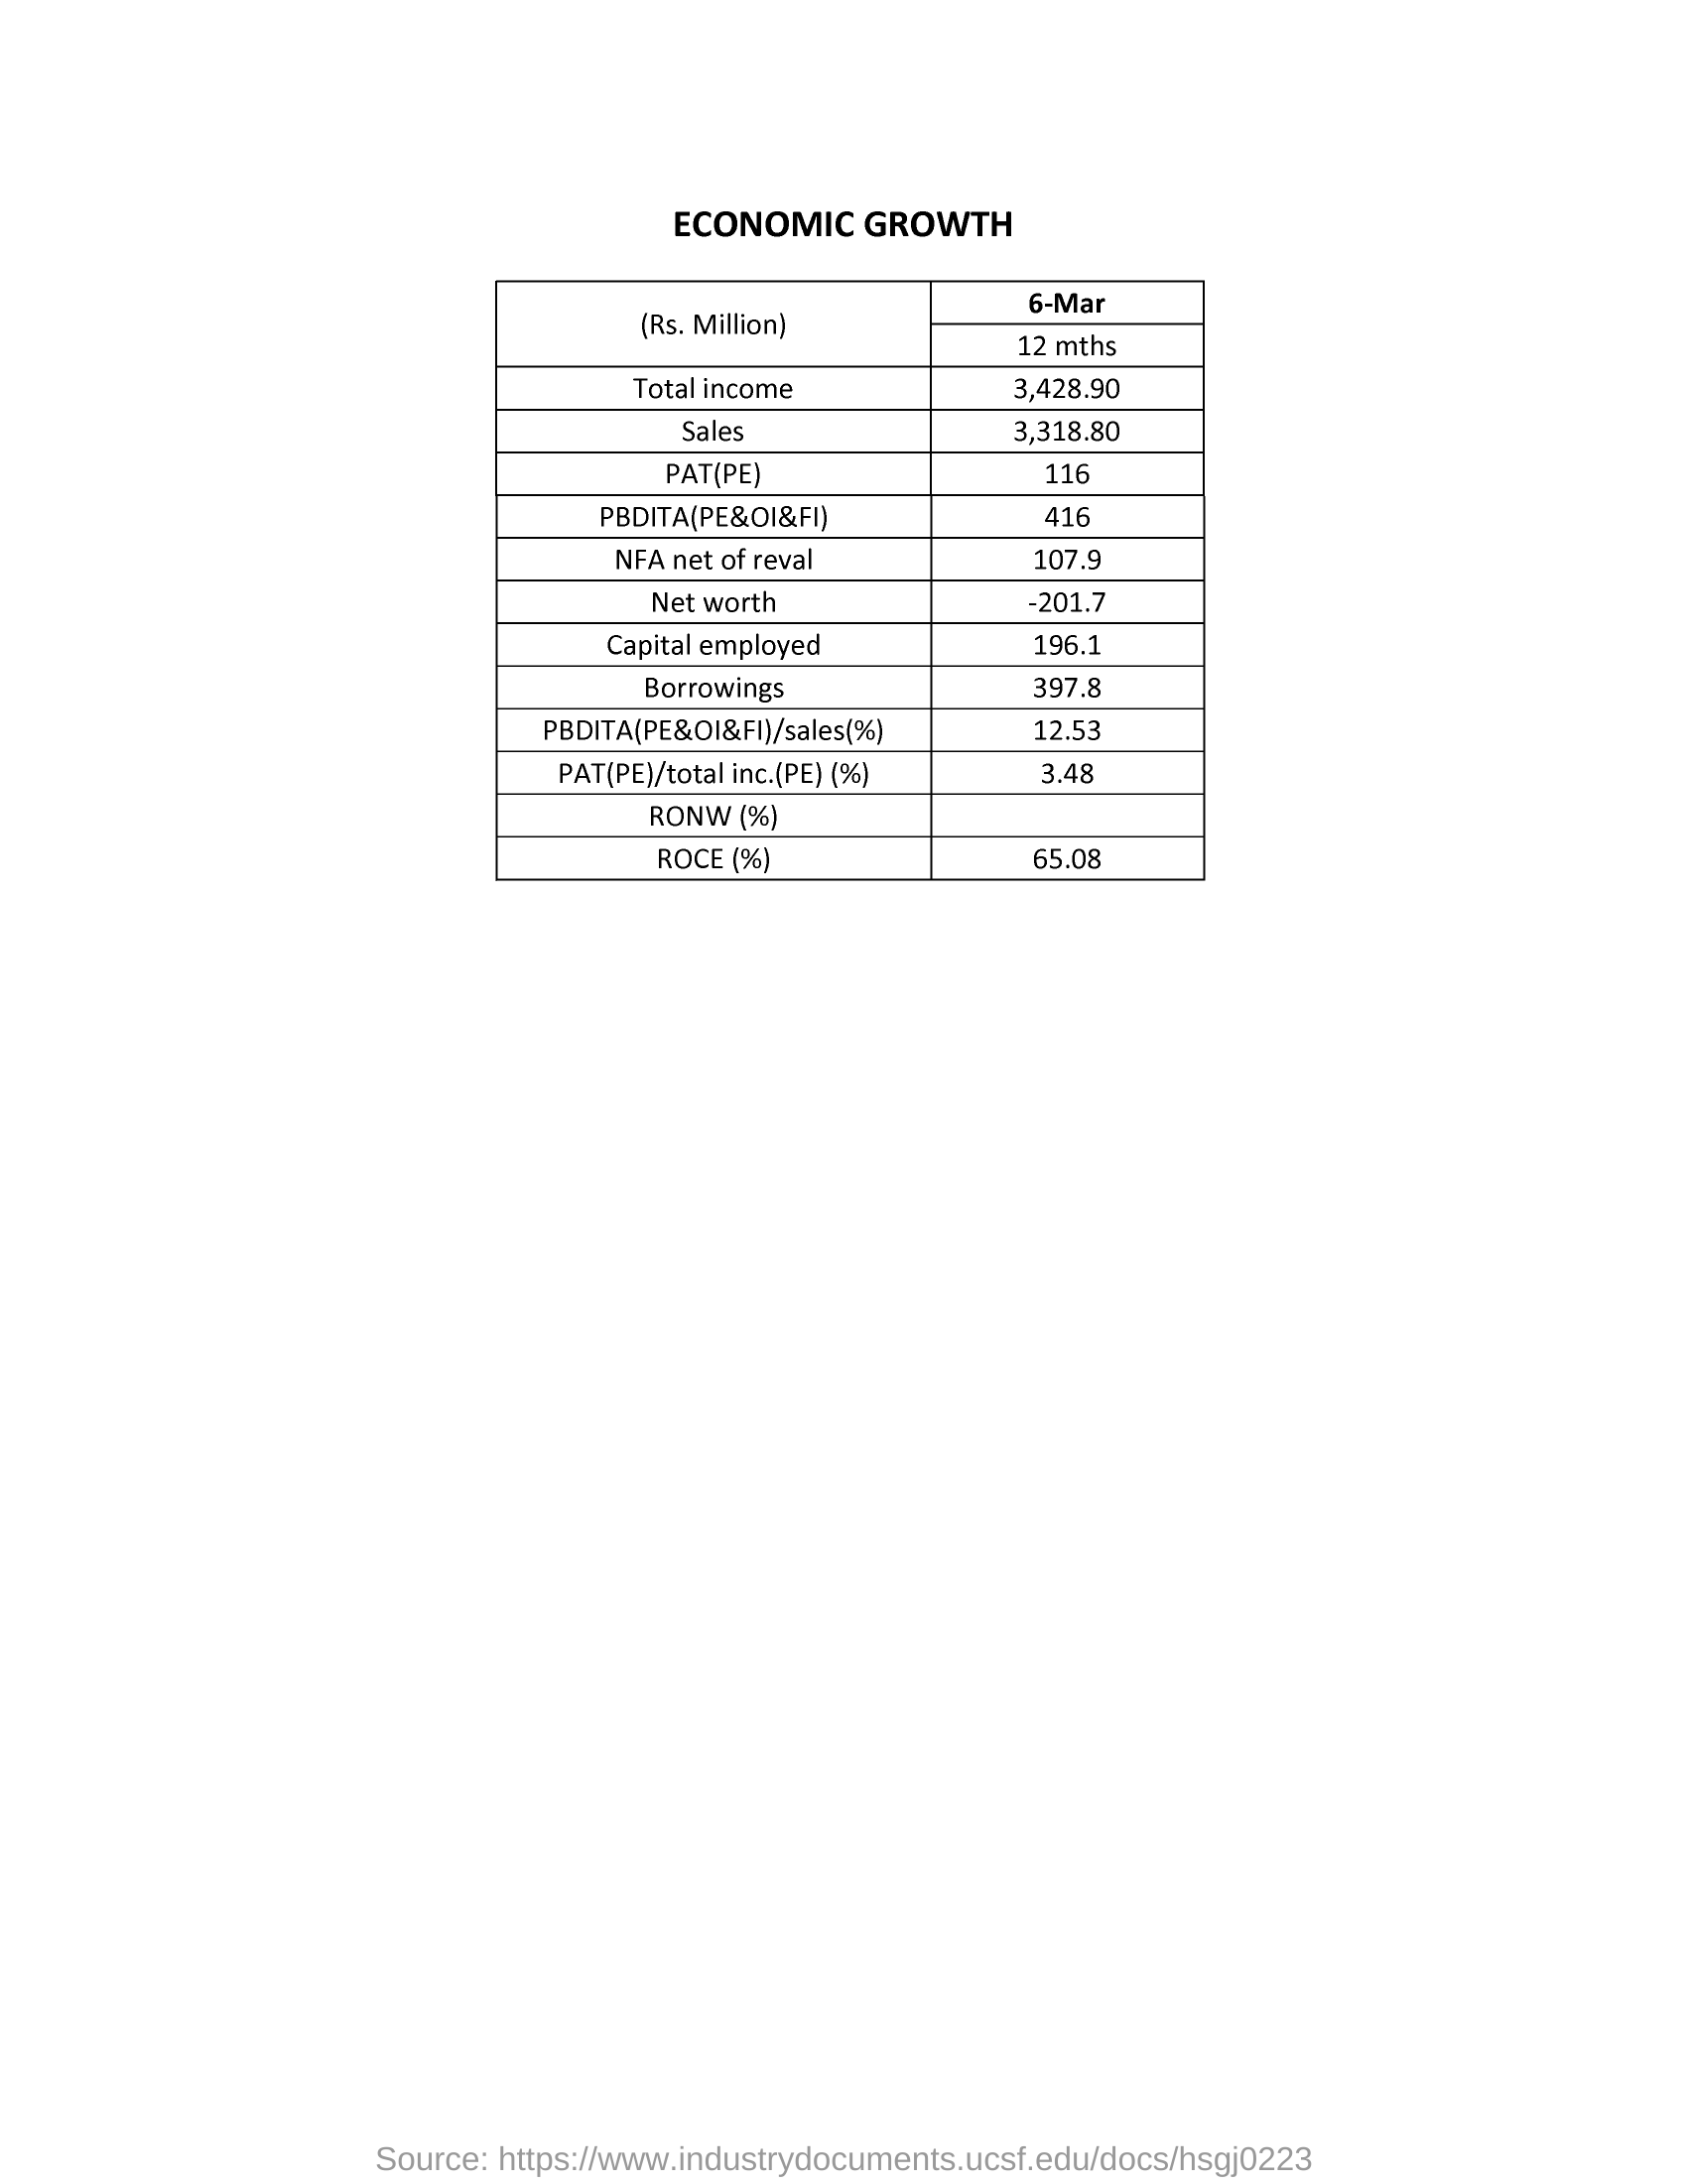 ECONOMIC GROWTH
(Rs. Million) 6-Mar
12 mths
Total income 3,428.90
Sales 3,318.80
PAT(PE) 116
PBDITA(PE&OI&FI) 416
NFA net of reval 107.9
Net worth -201.7
Capital employed 196.1
Borrowings 397.8
PBDITA(PE&OI&FI)/sales(%) 12.53
PAT(PE)/total inc.(PE) (%) 3.48
RONW (%)
ROCE (%) 65.08
Source: https://www.industrydocuments.ucsf.edu/docs/hsgj0223